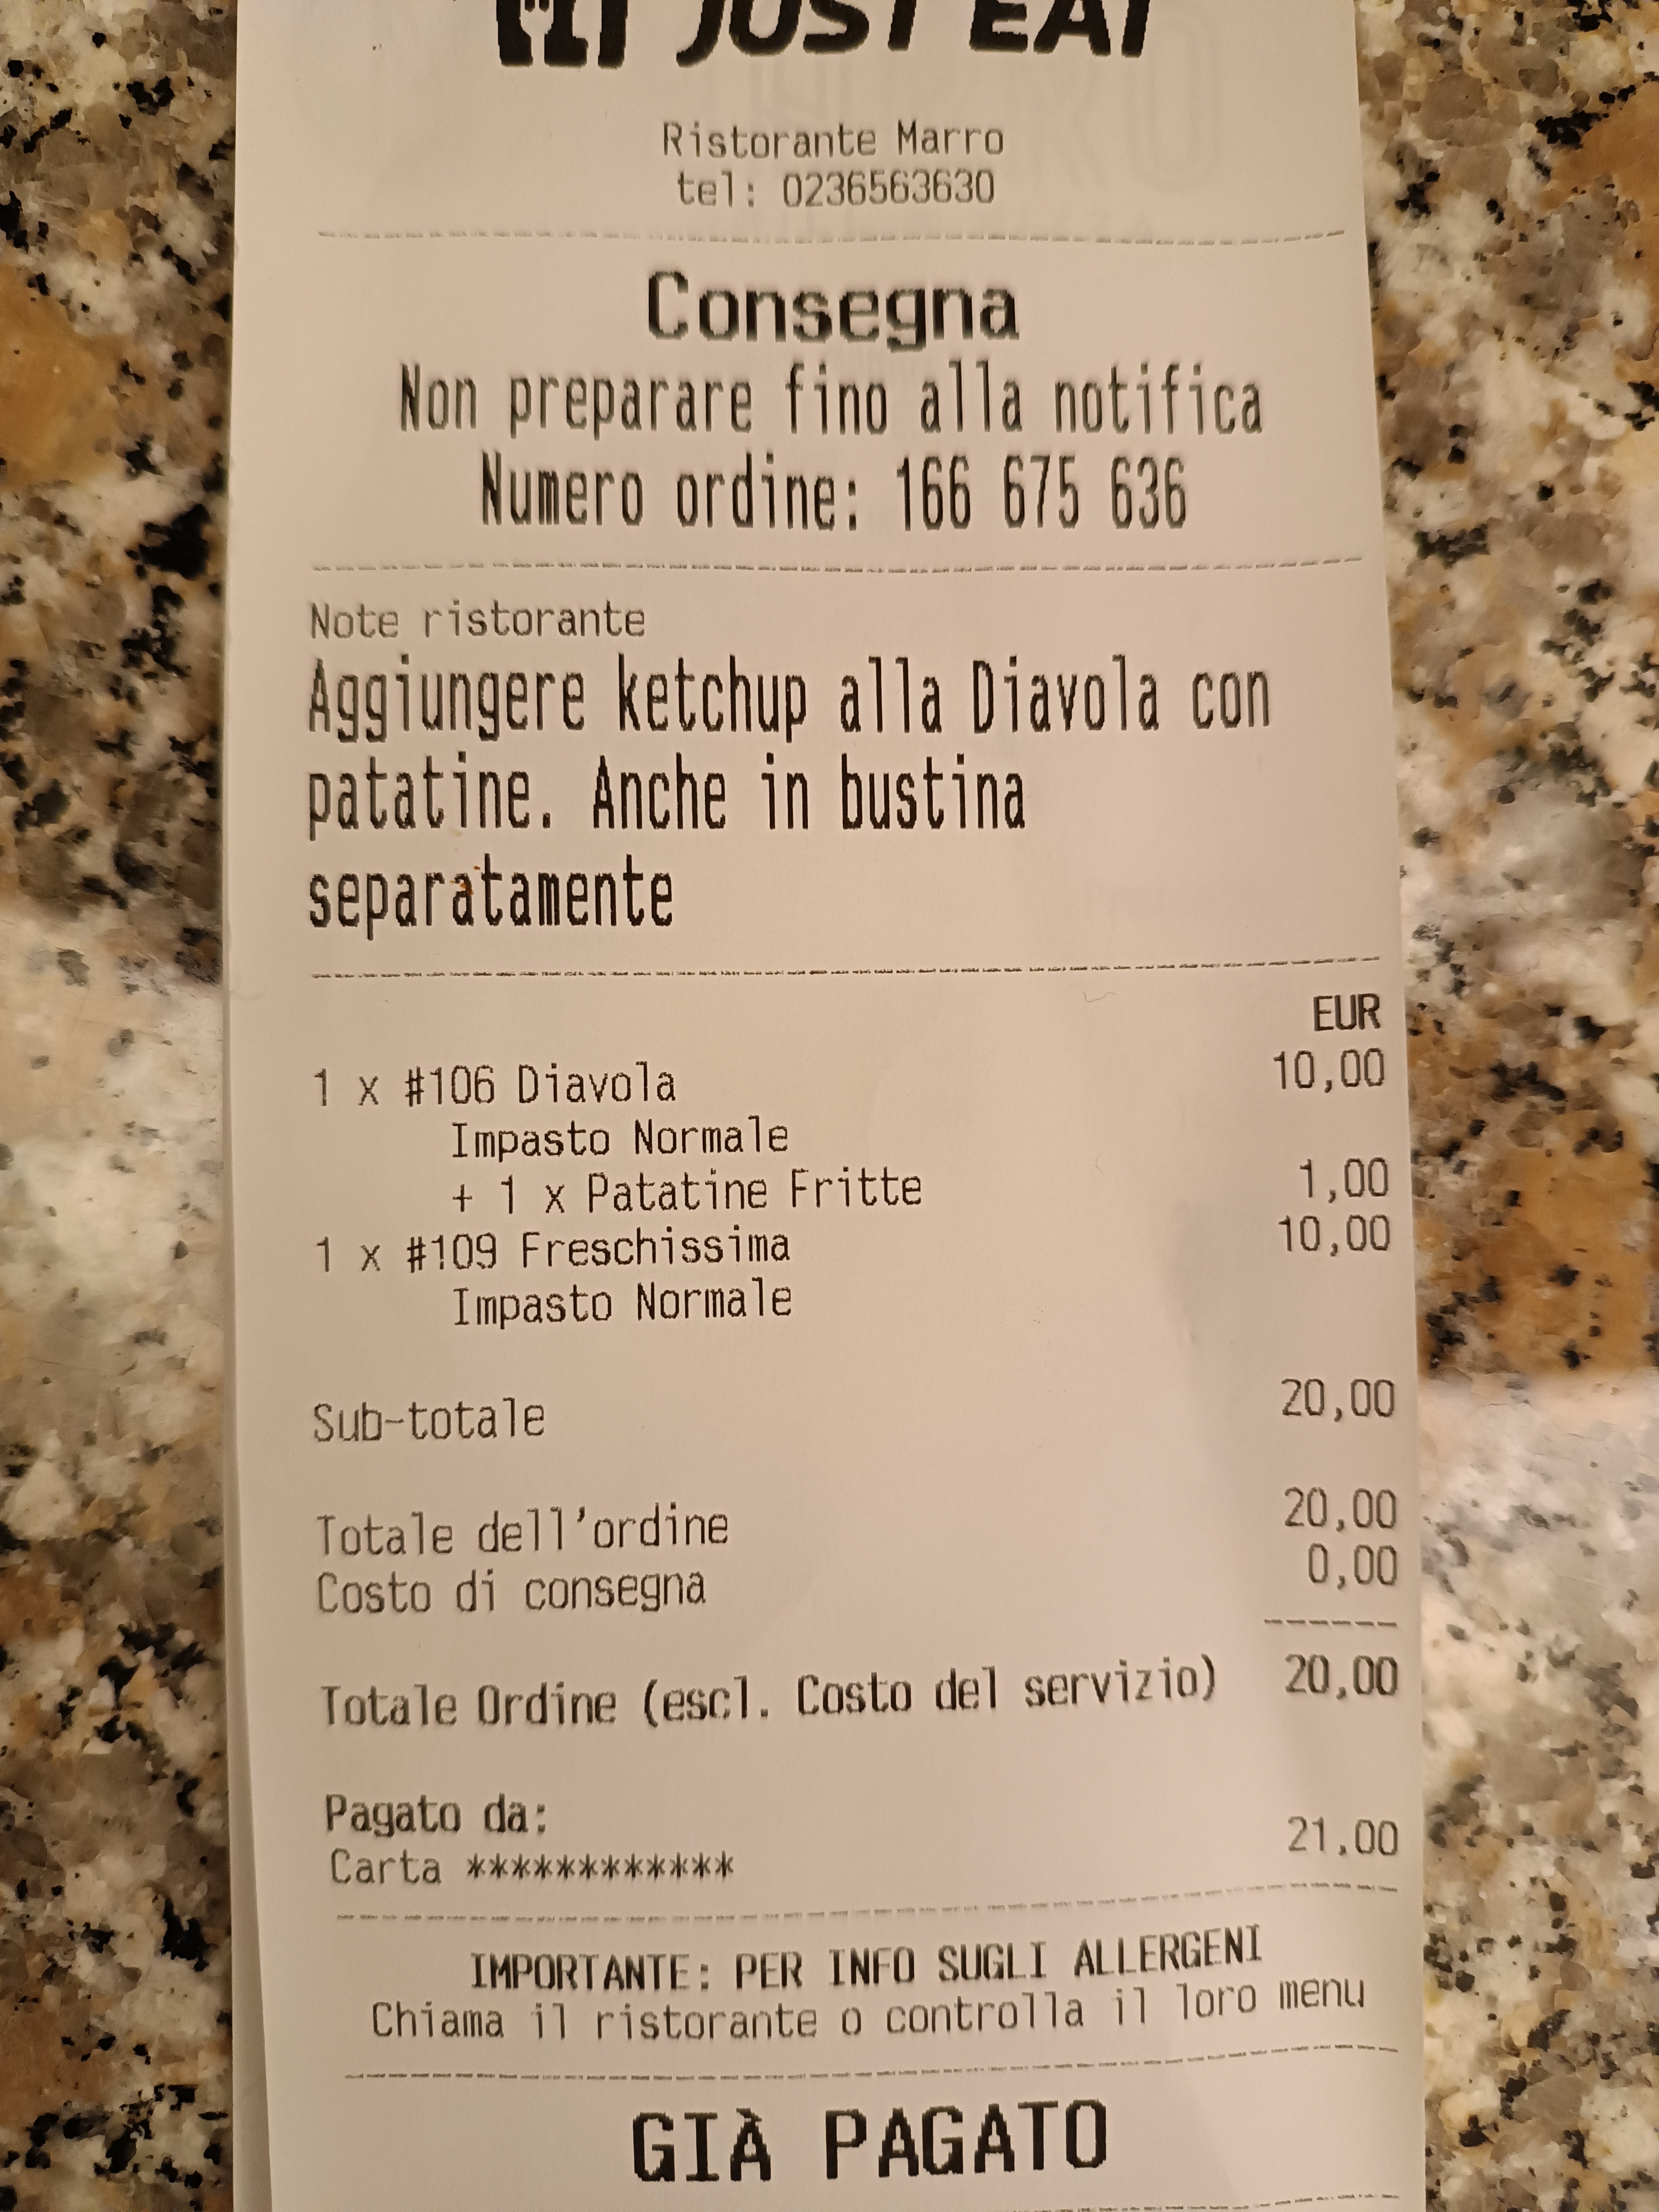 JUST EAT
Ristorante Marro
tel: 0236563630
Consegna
Non preparare fino alla notifica
Numero ordine: 166 675 636
Note ristorante
Aggiungere ketchup alla Diavola con
patatine. Anche in bustina
separatamente
EUR
1 x #106 Diavola 10,00
Impasto Normale
+ 1 x Patatine Fritte 1,00
1 x #109 Freschissima 10,00
Impasto Normale
Sub-totale 20,00
Totale dell'ordine 20,00
Costo di consegna 0,00
Totale Ordine (escl. Costo del servizio) 20,00
Pagato da:
Carta ************ 21,00
IMPORTANTE: PER INFO SUGLI ALLERGENI
Chiama il ristorante o controlla il loro menu
GIÀ PAGATO